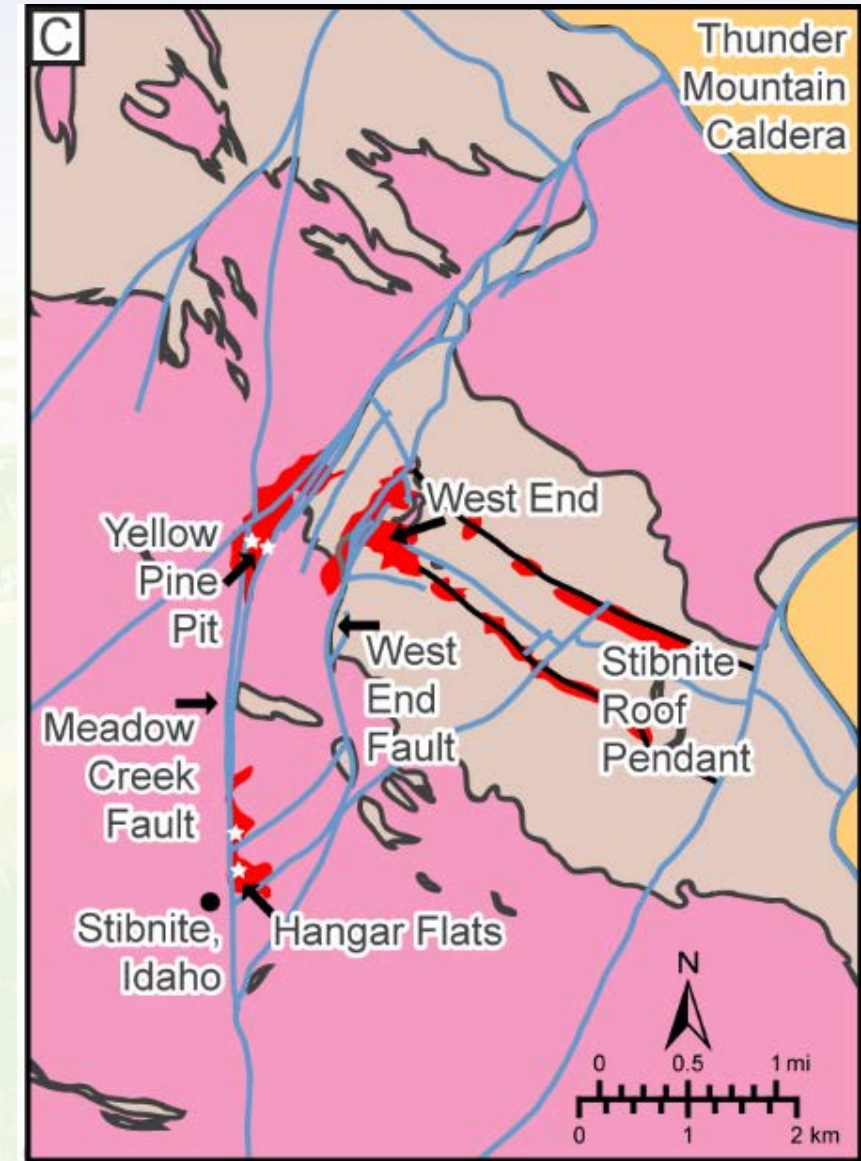 C
Thunder
Mountain
Caldera
West End
Yellow
Pine
Pit
West
End
Fault
Stibnite
Roof
Pendant
Meadow
Creek
Fault
Stibnite,
Idaho
Hangar Flats
N
0 0.5 1 mi
0 1 2 km